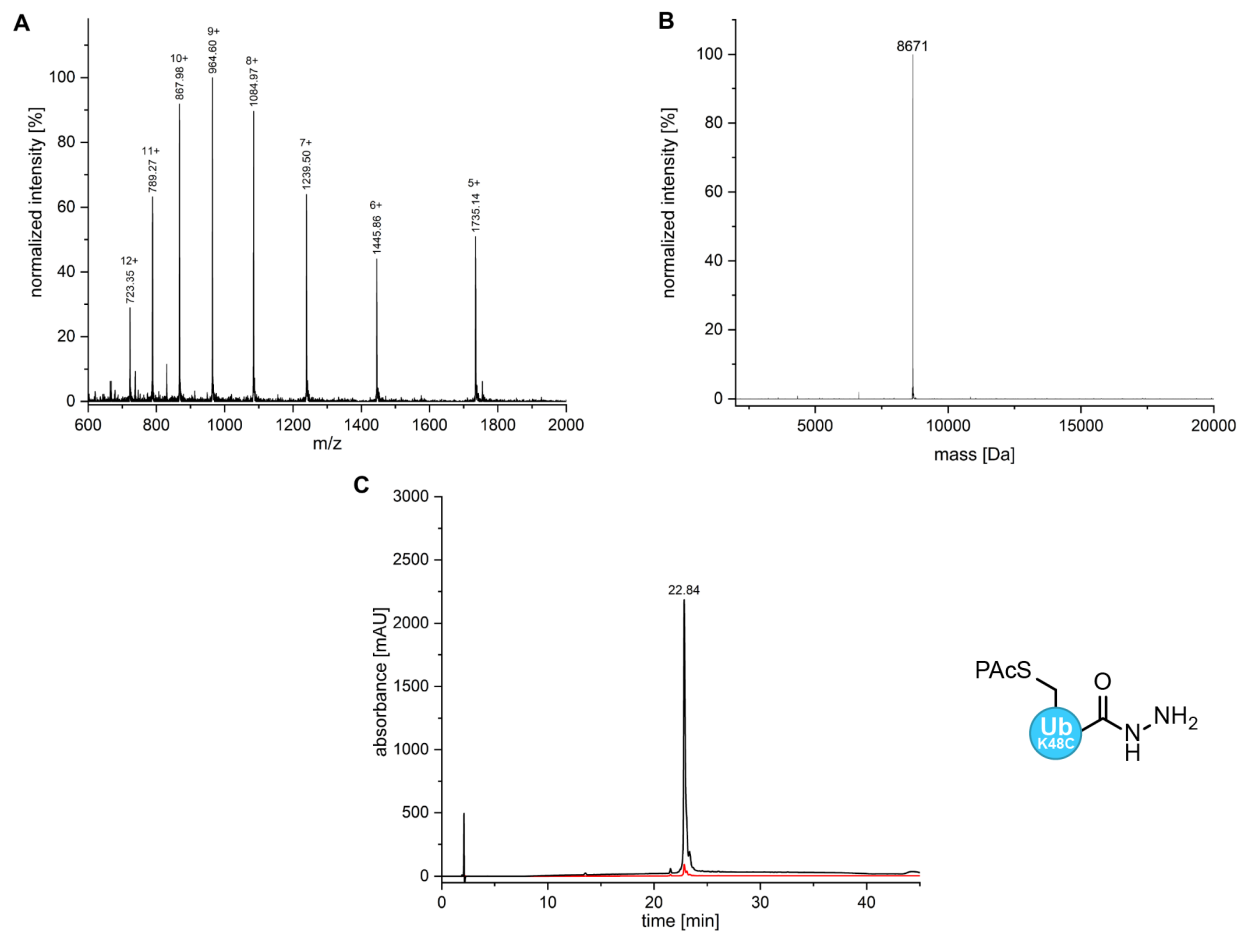 A
normalized intensity [%]
100
80
60
40
20
0
12+
723.35
11+
789.27
10+
867.98
9+
964.60
8+
1084.97
7+
1239.50
6+
1445.86
5+
1735.14
600 800 1000 1200 1400 1600 1800 2000
m/z
B
normalized intensity [%]
100
80
60
40
20
0
8671
5000 10000 15000 20000
mass [Da]
C
absorbance [mAU]
3000
2500
2000
1500
1000
500
0
22.84
0 10 20 30 40
time [min]
PAcS
O
Ub
K48C
N
H
NH2